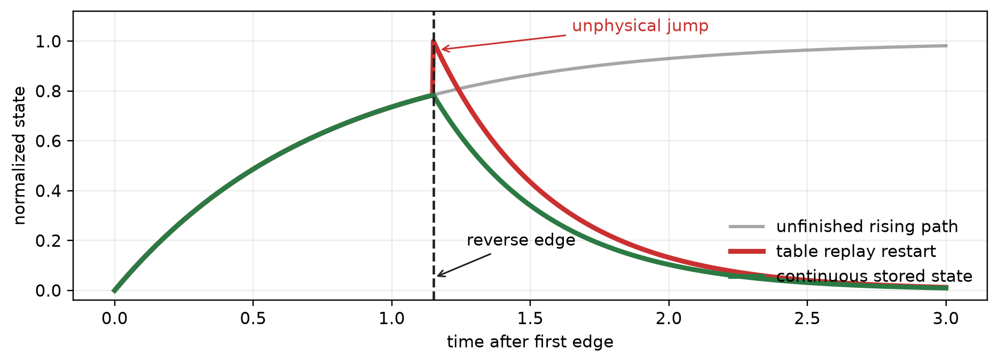 unphysical jump
1.0
0.8
0.6
0.4
0.2
0.0
normalized state
reverse edge
unfinished rising path
table replay restart
continuous stored state
0.0
0.5
1.0
1.5
2.0
2.5
3.0
time after first edge